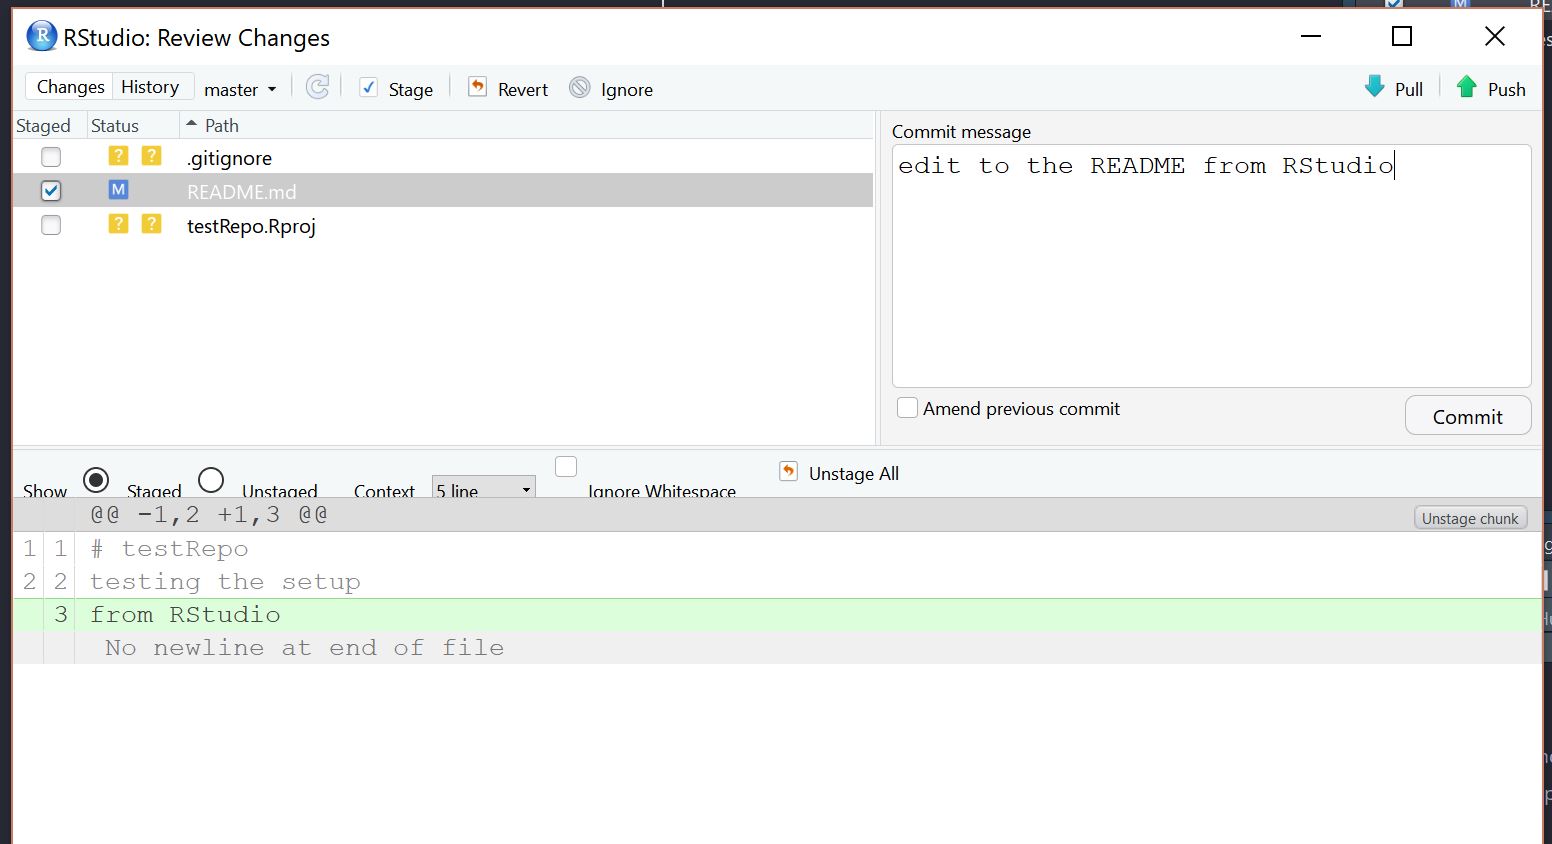 RStudio: Review Changes
Changes History master Stage Revert Ignore Pull Push
Staged Status Path
? ? .gitignore
M README.md
? ? testRepo.Rproj
Commit message
edit to the README from RStudio
Amend previous commit
Commit
Show Staged Unstaged Context 5 line Ignore Whitespace Unstage All
@@ -1,2 +1,3 @@ Unstage chunk
1 1 # testRepo
2 2 testing the setup
3 from RStudio
No newline at end of file